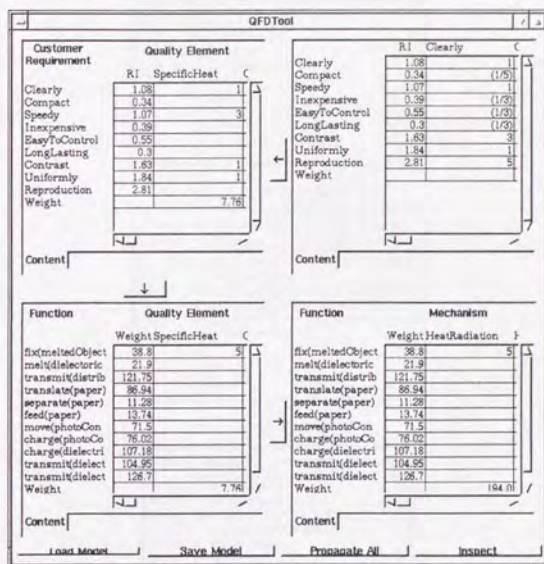 QFDTool
Customer Requirement Quality Element
RI SpecificHeat C
Clearly 1.08 1
Compact 0.34
Speedy 1.07 3
Inexpensive 0.39
EasyToControl 0.55
LongLasting 0.3
Contrast 1.63 1
Uniformly 1.84 1
Reproduction 2.81
Weight 7.76
Content
RI Clearly C
Clearly 1.08 1
Compact 0.34 (1/5)
Speedy 1.07 1
Inexpensive 0.39 (1/3)
EasyToControl 0.55 (1/3)
LongLasting 0.3 (1/3)
Contrast 1.63 3
Uniformly 1.84 1
Reproduction 2.81 5
Weight
Content
Function Quality Element
Weight SpecificHeat C
fix(meltedObject 38.8 5
melt(dielectoric 21.9
transmit(distrib 121.75
translate(paper) 86.94
separate(paper) 11.28
feed(paper) 13.74
move(photoCon 71.5
charge(photoCo 76.02
charge(dielectri 107.18
transmit(dielect 104.95
transmit(dielect 126.7
Weight 7.76
Content
Function Mechanism
Weight HeatRadiation
fix(meltedObject 38.8 5
melt(dielectoric 21.9
transmit(distrib 121.75
translate(paper) 86.94
separate(paper) 11.28
feed(paper) 13.74
move(photoCon 71.5
charge(photoCo 76.02
charge(dielectri 107.18
transmit(dielect 104.95
transmit(dielect 126.7
Weight 194.0
Content
Load Model Save Model Propagate All Inspect